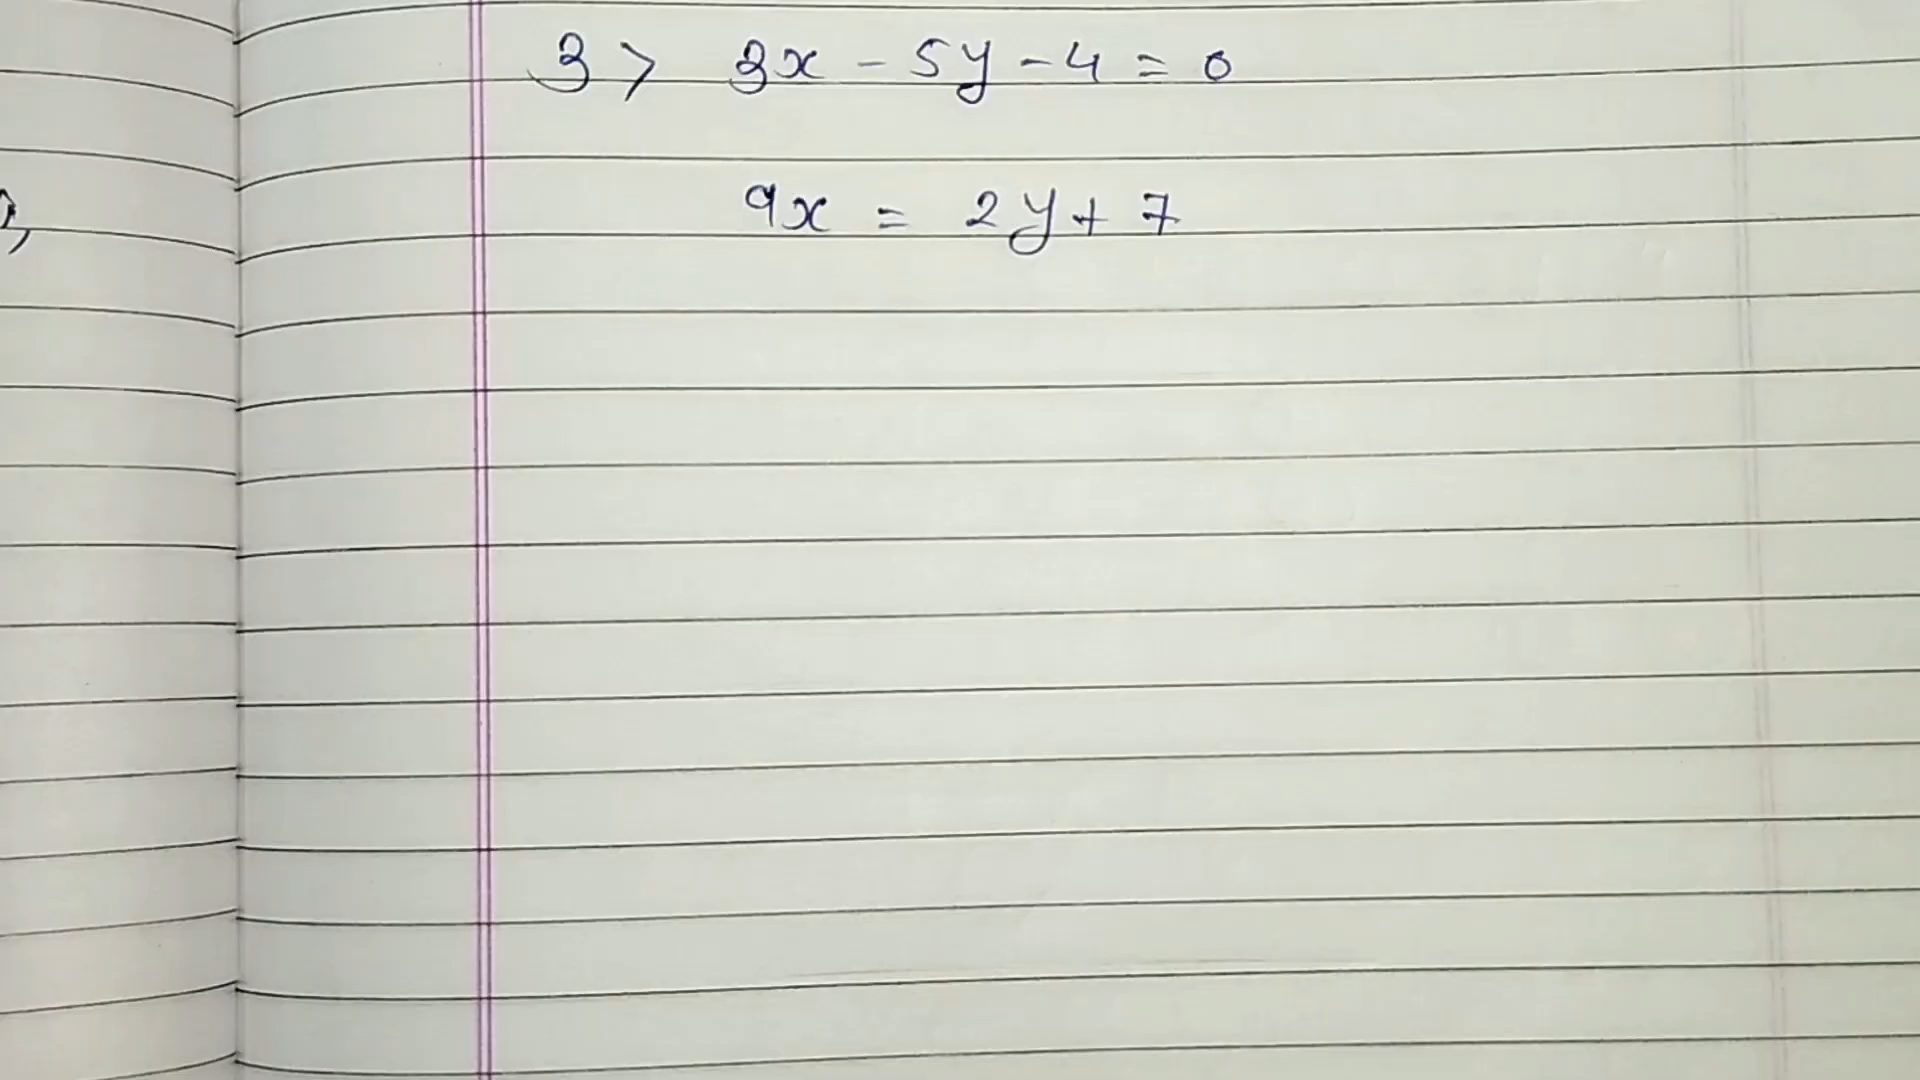 3> 3x - 5y - 4 = 0
9x = 2y + 7